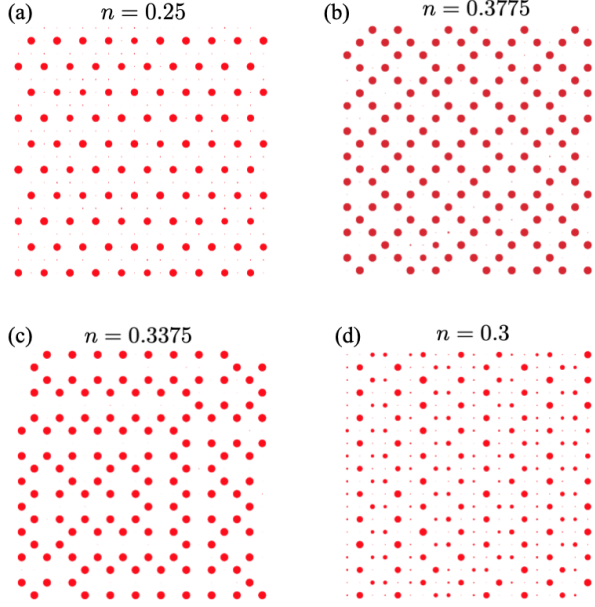 (a) n = 0.25
(b) n = 0.3775
(c) n = 0.3375
(d) n = 0.3